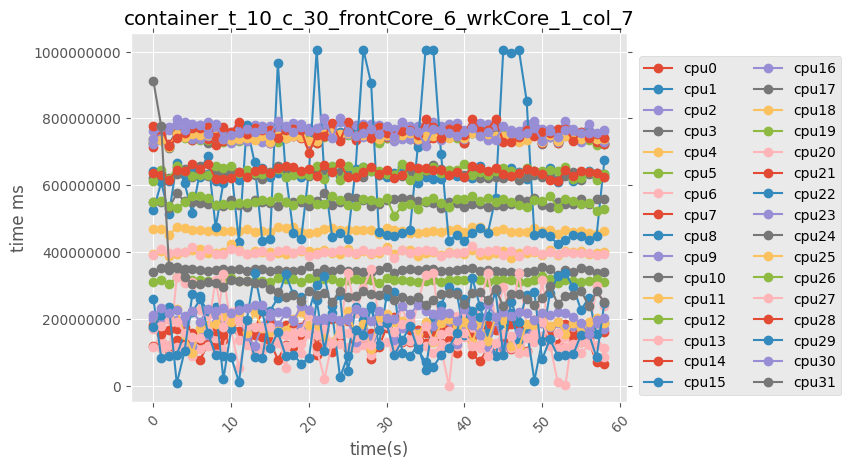 container_t_10_c_30_frontCore_6_wrkCore_1_col_7
time ms
1000000000
800000000
600000000
400000000
200000000
0
0
10
20
30
40
50
60
time(s)
cpu0
cpu1
cpu2
cpu3
cpu4
cpu5
cpu6
cpu7
cpu8
cpu9
cpu10
cpu11
cpu12
cpu13
cpu14
cpu15
cpu16
cpu17
cpu18
cpu19
cpu20
cpu21
cpu22
cpu23
cpu24
cpu25
cpu26
cpu27
cpu28
cpu29
cpu30
cpu31